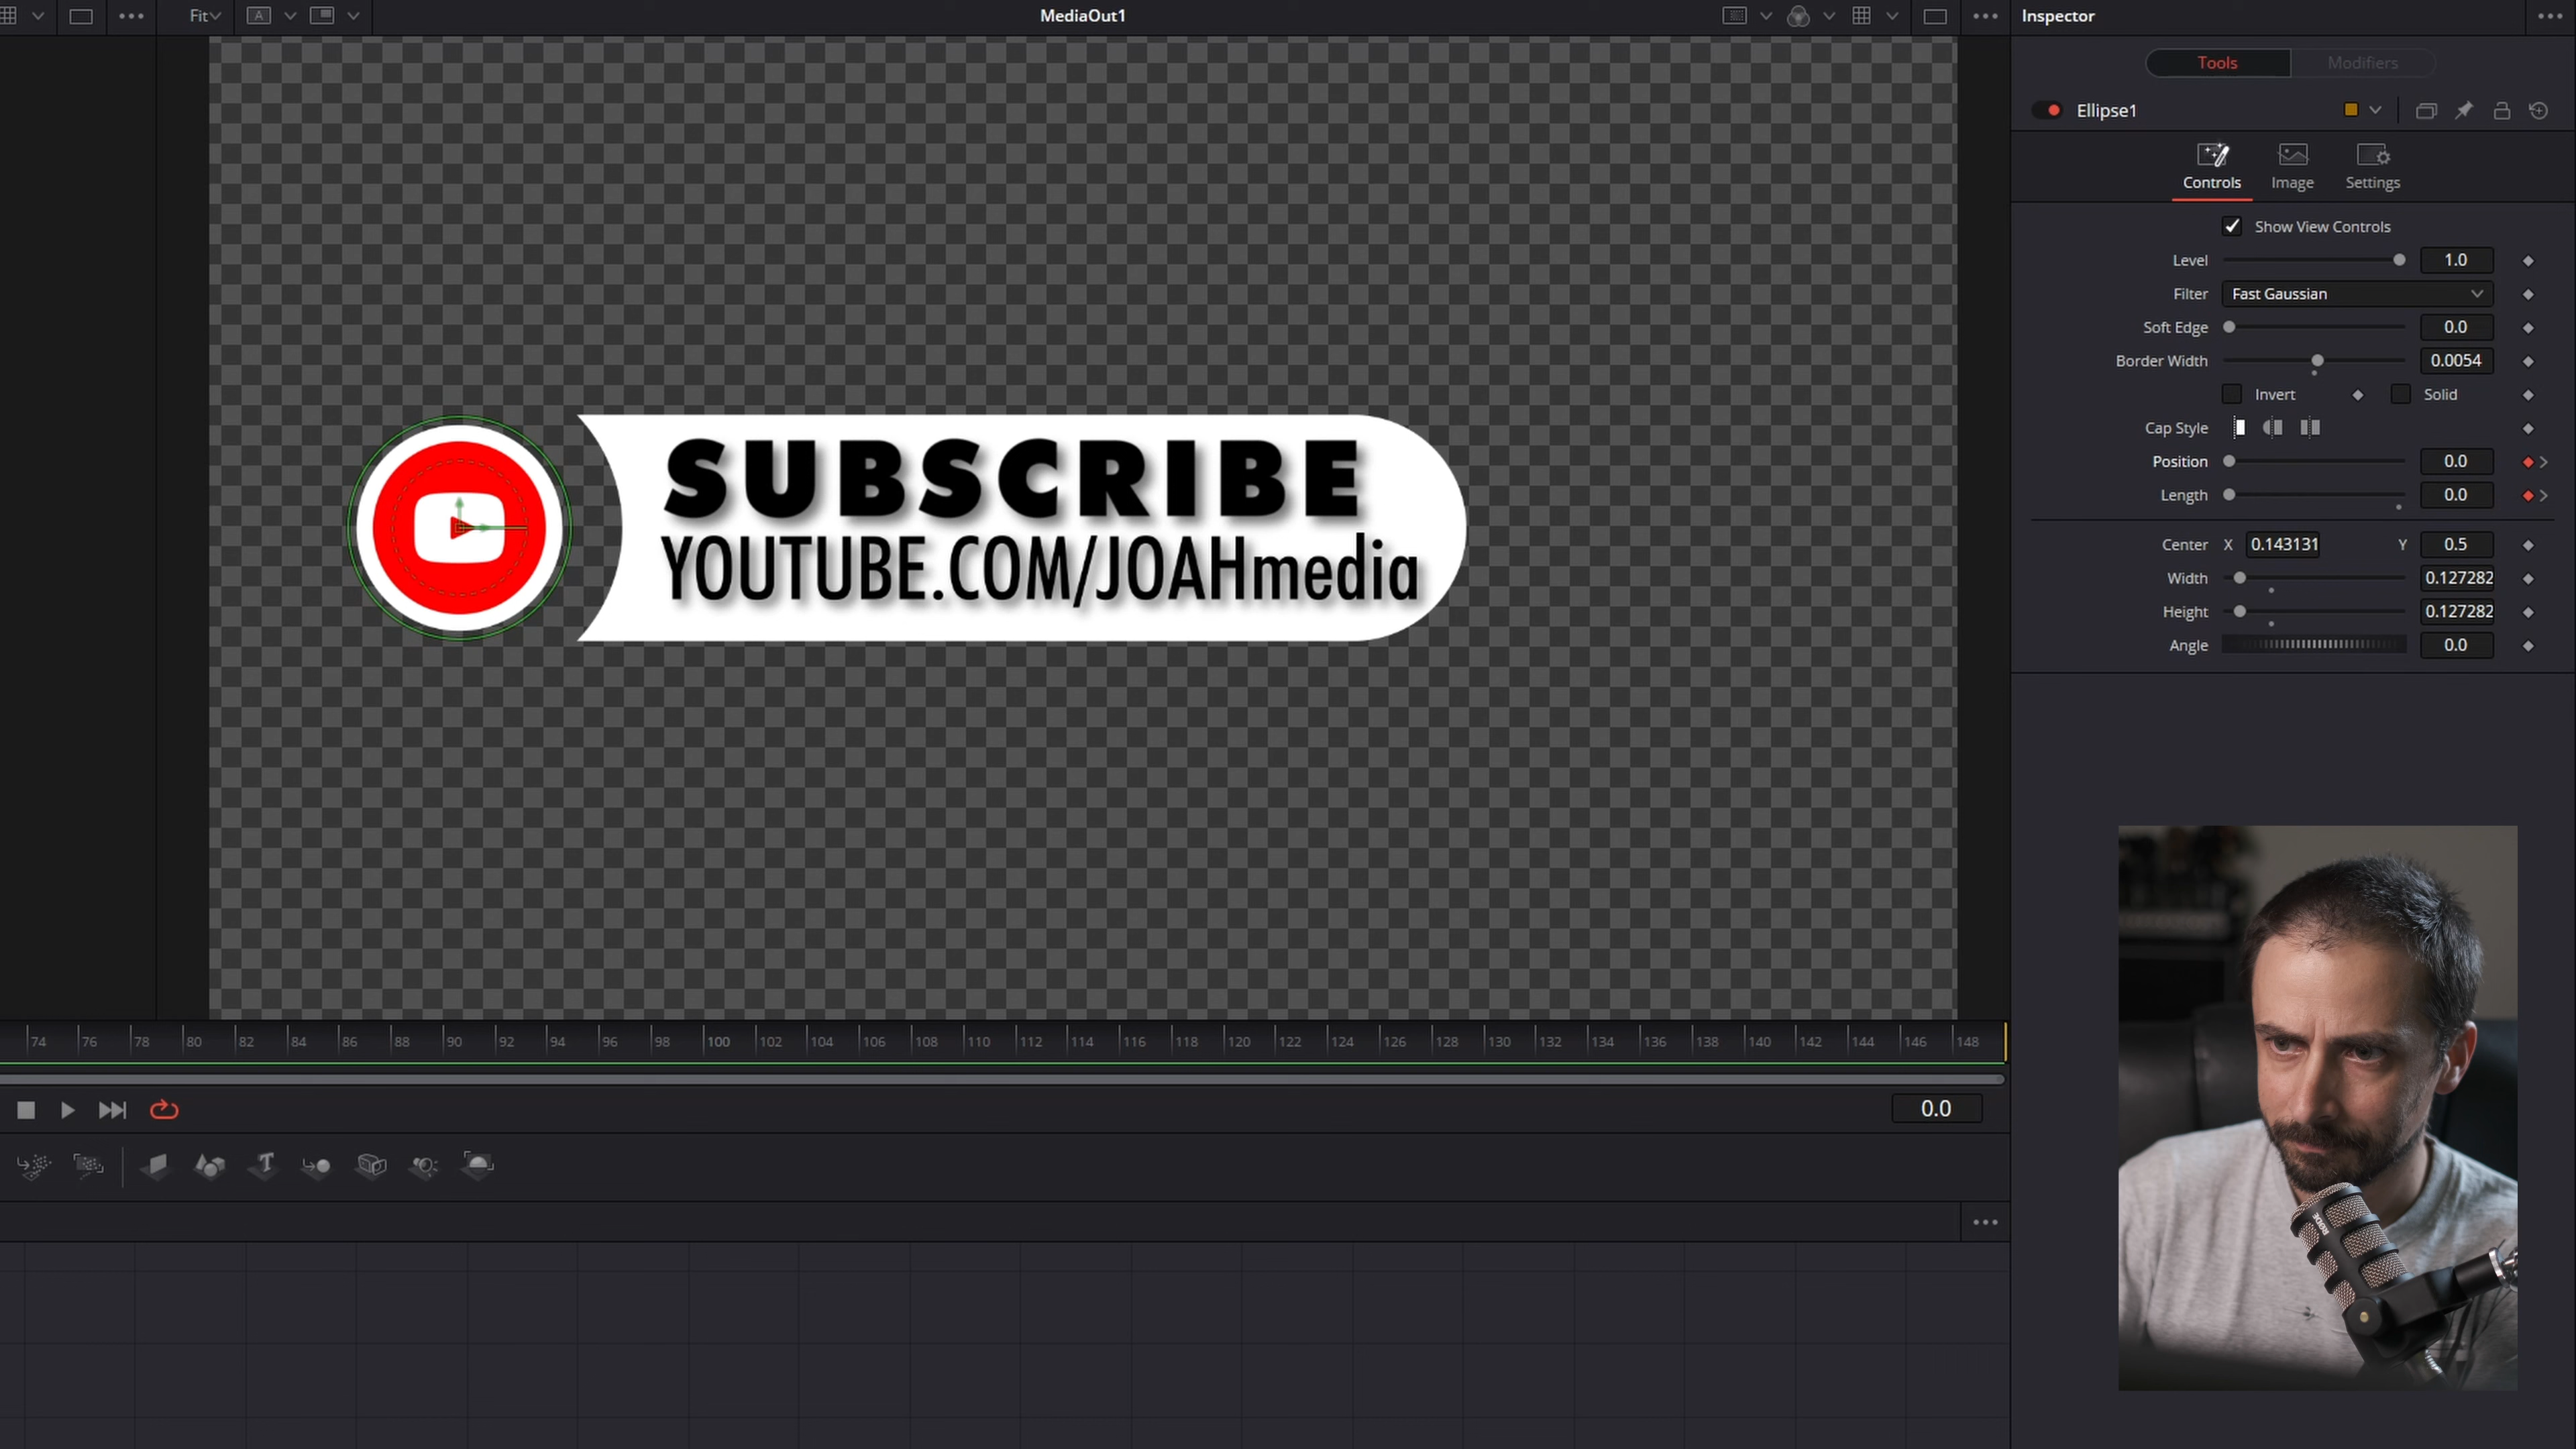 Fit
A
MediaOut1
Inspector
Tools Modifiers
Ellipse1
Controls Image Settings
Show View Controls
Level 1.0
Filter Fast Gaussian
Soft Edge 0.0
Border Width 0.0054
Invert Solid
Cap Style
Position 0.0
Length 0.0
Center X 0.143131 Y 0.5
Width 0.127282
Height 0.127282
Angle 0.0
SUBSCRIBE
YOUTUBE.COM/JOAHmedia
74 76 78 80 82 84 86 88 90 92 94 96 98 100 102 104 106 108 110 112 114 116 118 120 122 124 126 128 130 132 134 136 138 140 142 144 146 148
0.0
T
RØDE